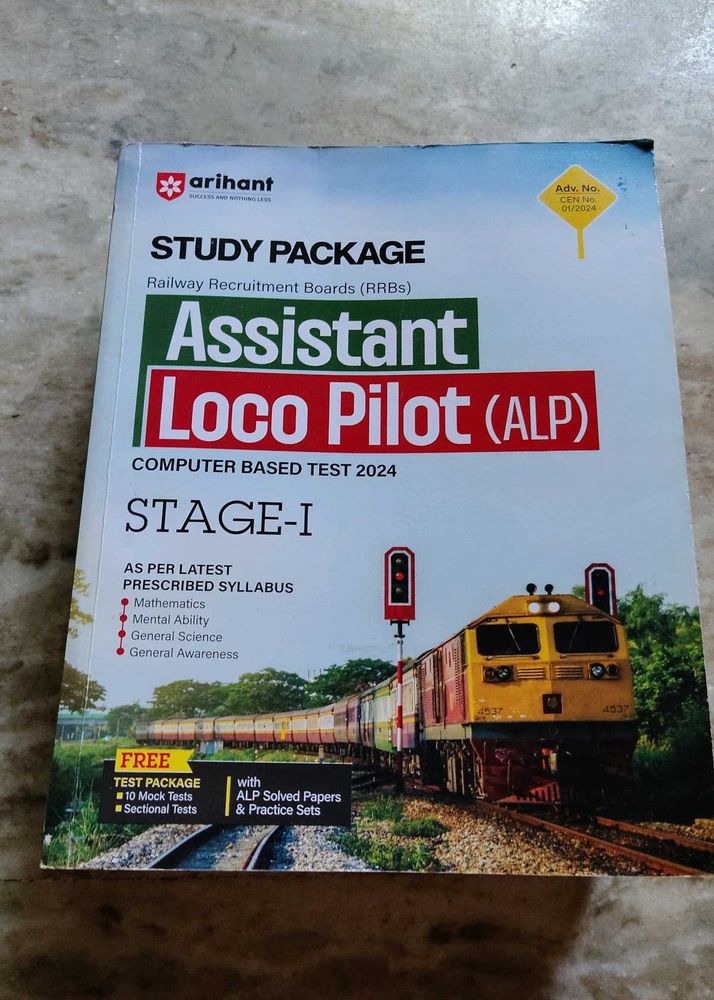 arihant
SUCCESS AND NOTHING LESS
Adv. No.
CEN No.
01/2024
STUDY PACKAGE
Railway Recruitment Boards (RRBs)
Assistant
Loco Pilot (ALP)
COMPUTER BASED TEST 2024
STAGE-I
AS PER LATEST
PRESCRIBED SYLLABUS
Mathematics
Mental Ability
General Science
General Awareness
4537
4537
FREE
TEST PACKAGE
10 Mock Tests
Sectional Tests
with
ALP Solved Papers
& Practice Sets